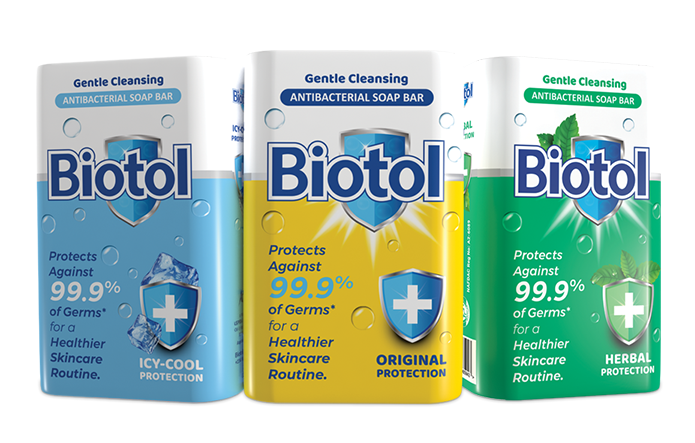 Gentle Cleansing
ANTIBACTERIAL SOAP BAR
Biotol
Protects
Against
99.9%
of Germs*
for a
Healthier
Skincare
Routine.
ICY-COOL
PROTECTION
Gentle Cleansing
ANTIBACTERIAL SOAP BAR
Biotol
Protects
Against
99.9%
of Germs*
for a
Healthier
Skincare
Routine.
ORIGINAL
PROTECTION
Gentle Cleansing
ANTIBACTERIAL SOAP BAR
Biotol
Protects
Against
99.9%
of Germs*
for a
Healthier
Skincare
Routine.
HERBAL
PROTECTION